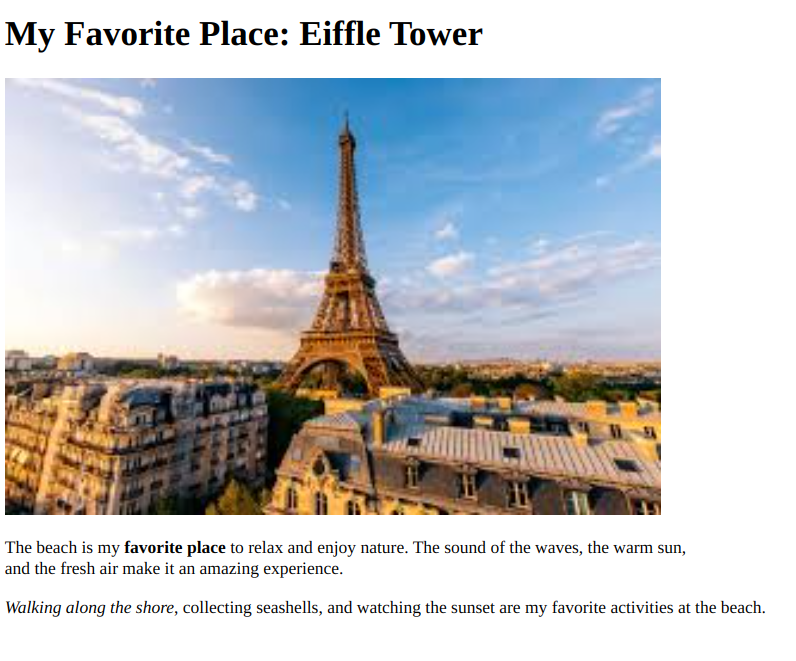 My Favorite Place: Eiffle Tower
The beach is my favorite place to relax and enjoy nature. The sound of the waves, the warm sun,
and the fresh air make it an amazing experience.
Walking along the shore, collecting seashells, and watching the sunset are my favorite activities at the beach.